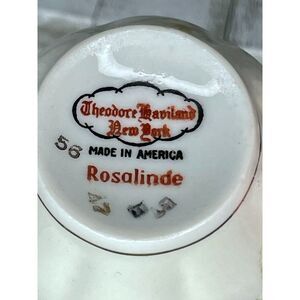 Theodore Haviland
New York
56
MADE IN AMERICA
Rosalinde